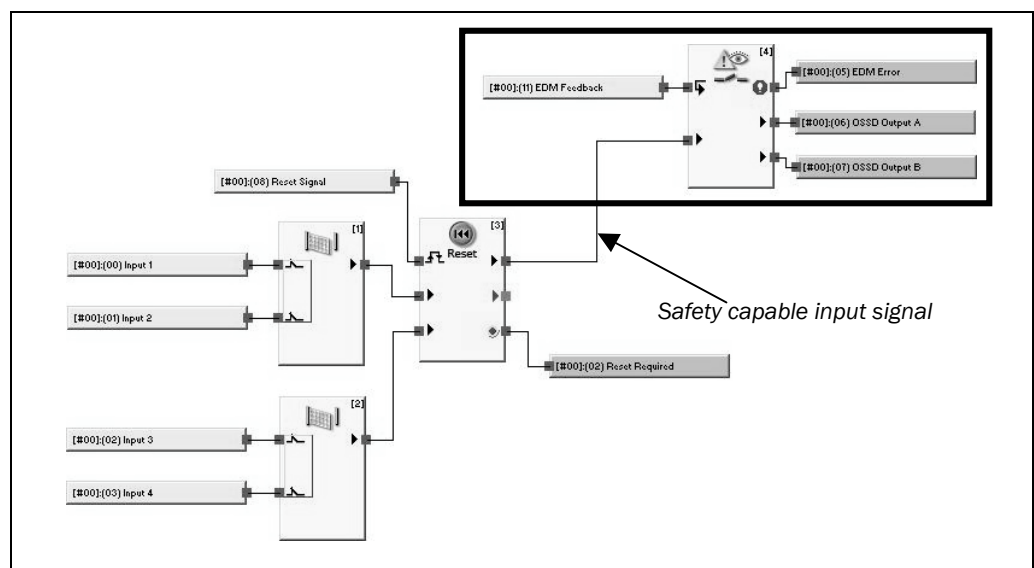 [4]
[#00]:(05) EDM Error
[#00]:(11) EDM Feedback
[#00]:(06) OSSD Output A
[#00]:(07) OSSD Output B
[#00]:(08) Reset Signal
[1]
[3]
Reset
[#00]:(00) Input 1
[#00]:(01) Input 2
Safety capable input signal
[#00]:(02) Reset Required
[2]
[#00]:(02) Input 3
[#00]:(03) Input 4